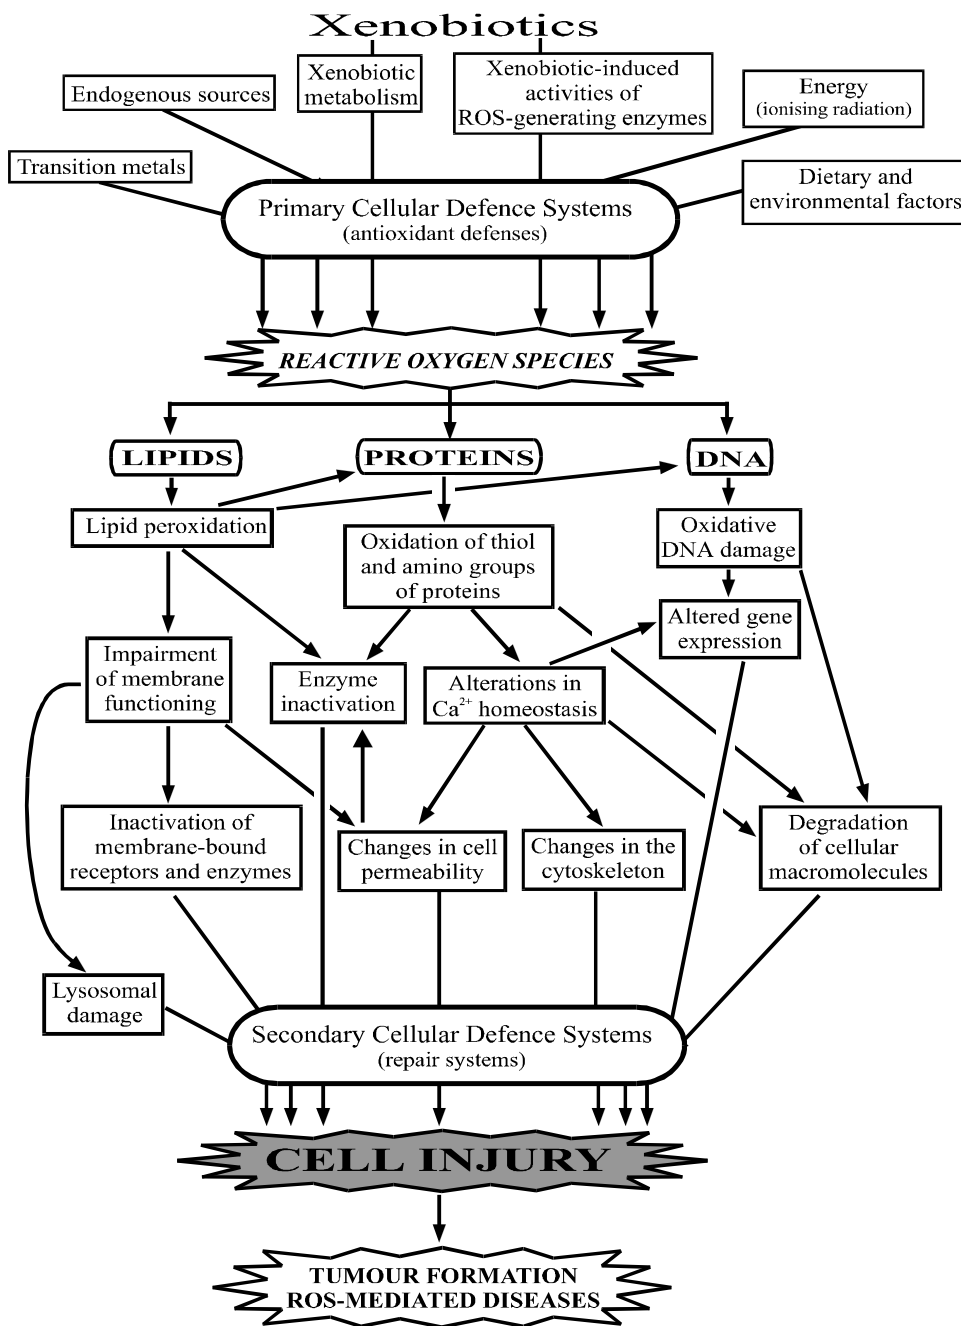 Xenobiotics
Xenobiotic
metabolism
Xenobiotic-induced
activities of
ROS-generating enzymes
Endogenous sources
Energy
(ionising radiation)
Transition metals
Dietary and
environmental factors
Primary Cellular Defence Systems
(antioxidant defenses)
REACTIVE OXYGEN SPECIES
LIPIDS
PROTEINS
DNA
Lipid peroxidation
Oxidation of thiol
and amino groups
of proteins
Oxidative
DNA damage
Altered gene
expression
Impairment
of membrane
functioning
Enzyme
inactivation
Alterations in
Ca²⁺ homeostasis
Inactivation of
membrane-bound
receptors and enzymes
Changes in cell
permeability
Changes in the
cytoskeleton
Degradation
of cellular
macromolecules
Lysosomal
damage
Secondary Cellular Defence Systems
(repair systems)
CELL INJURY
TUMOUR FORMATION
ROS-MEDIATED DISEASES